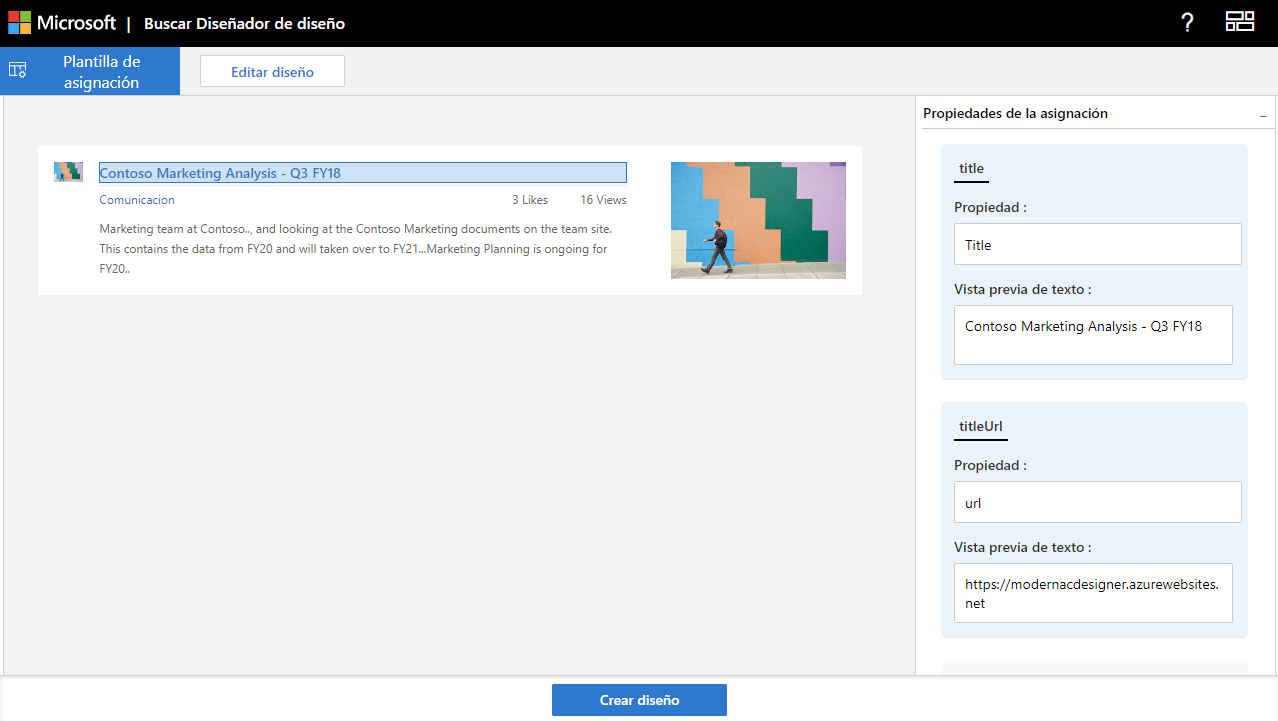 Microsoft | Buscar Diseñador de diseño
?
Plantilla de
asignación
Editar diseño
Contoso Marketing Analysis - Q3 FY18
Comunicacion 3 Likes 16 Views
Marketing team at Contoso.., and looking at the Contoso Marketing documents on the team site.
This contains the data from FY20 and will taken over to FY21...Marketing Planning is ongoing for
FY20..
Propiedades de la asignación
title
Propiedad :
Title
Vista previa de texto :
Contoso Marketing Analysis - Q3 FY18
titleUrl
Propiedad :
url
Vista previa de texto :
https://modernacdesigner.azurewebsites.
net
Crear diseño